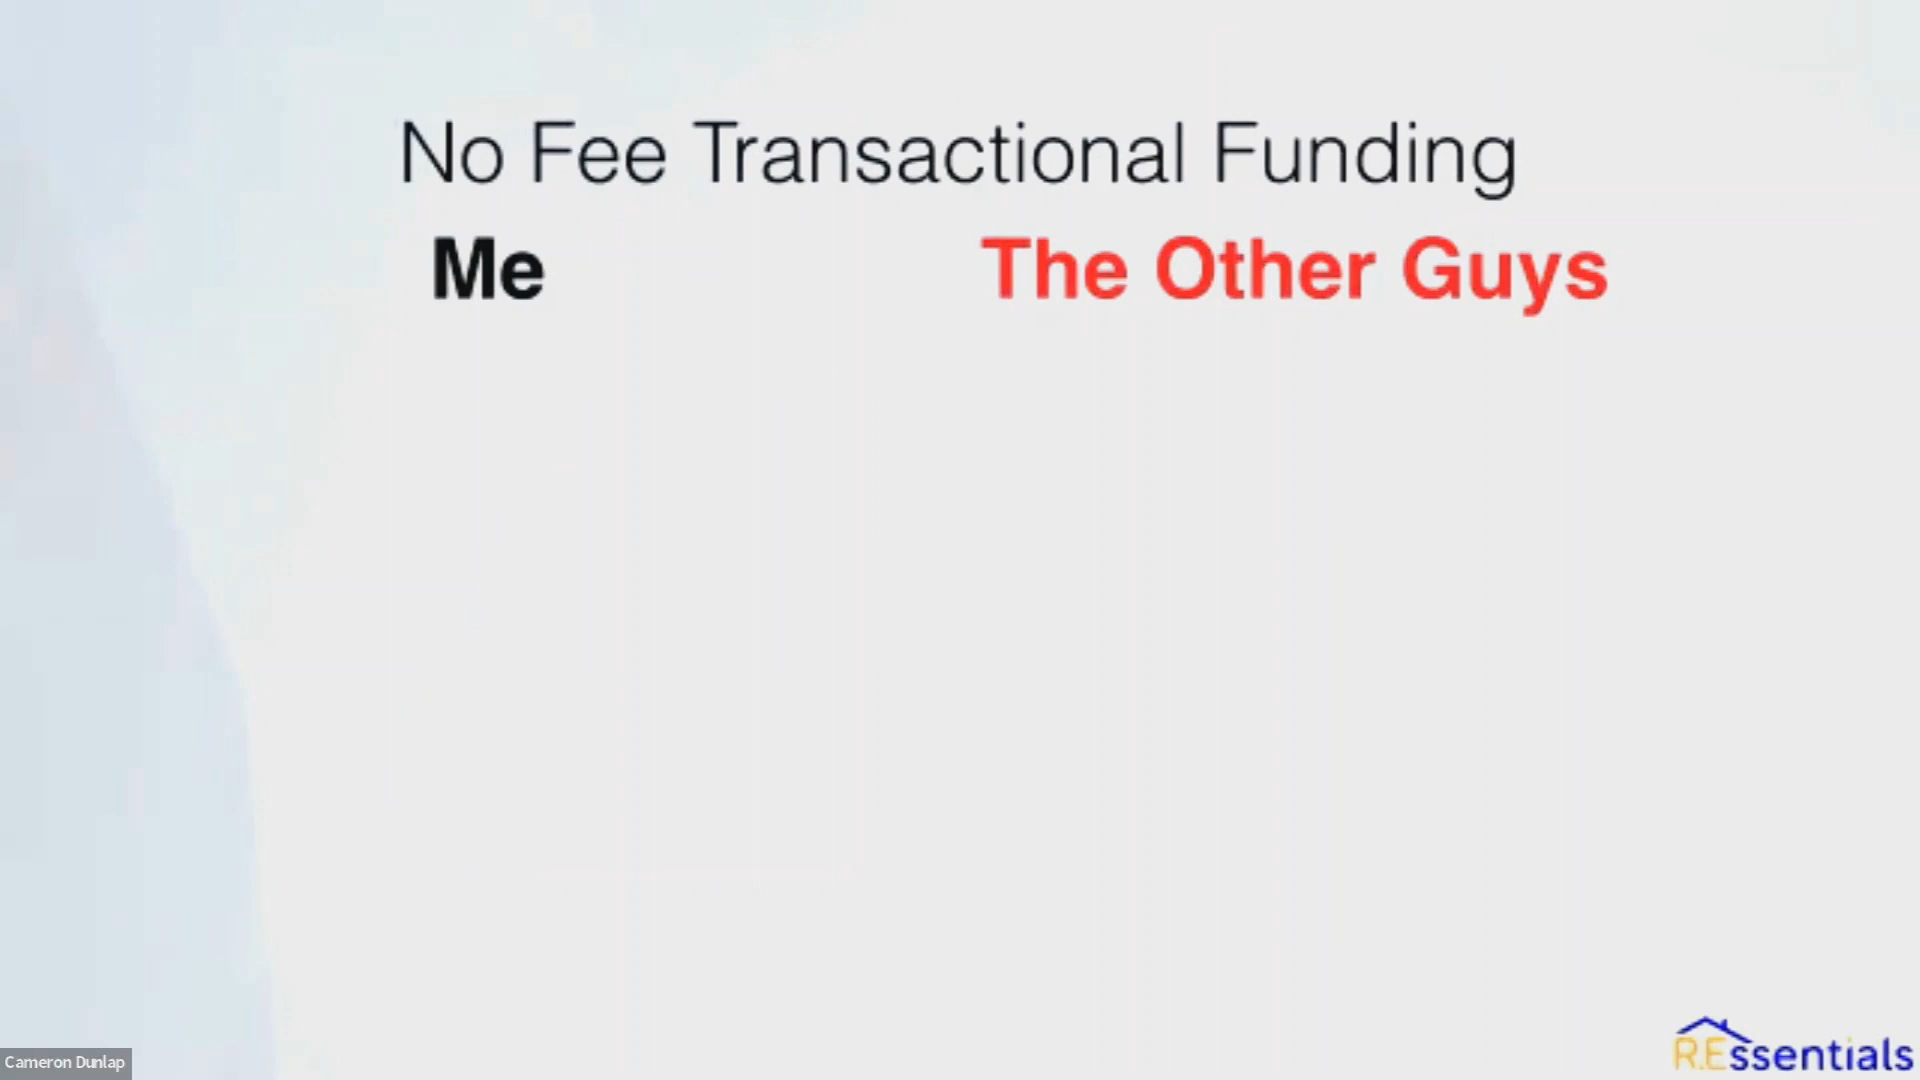 No Fee Transactional Funding
Me The Other Guys
R.Essentials
Cameron Dunlap